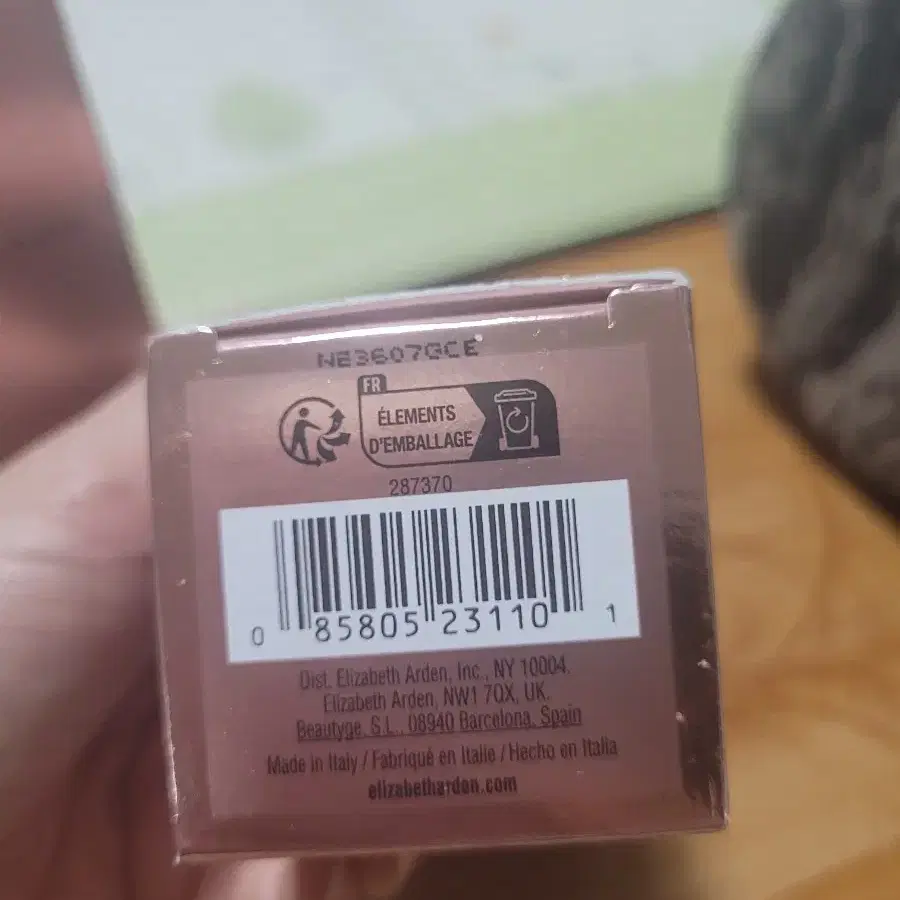 NE3607GCE
FR
ÉLEMENTS
D'EMBALLAGE
287370
0 85805 23110 1
Dist. Elizabeth Arden, Inc., NY 10004.
Elizabeth Arden, NW1 7QX, UK.
Beautyge, S.L., 08940 Barcelona, Spain
Made in Italy / Fabriqué en Italie / Hecho en Italia
elizabetharden.com